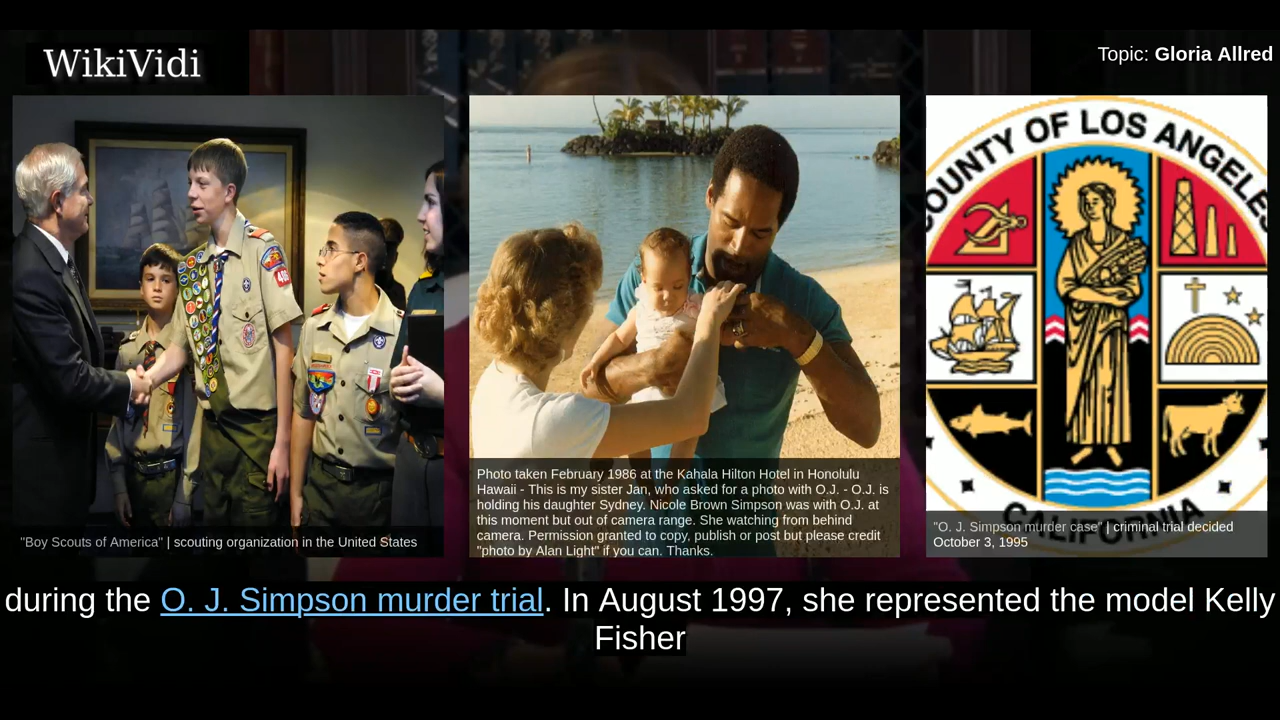 WikiVidi
Topic: Gloria Allred
COUNTY OF LOS ANGELES
CALIFORNIA
"Boy Scouts of America" | scouting organization in the United States
Photo taken February 1986 at the Kahala Hilton Hotel in Honolulu
Hawaii - This is my sister Jan, who asked for a photo with O.J. - O.J. is
holding his daughter Sydney. Nicole Brown Simpson was with O.J. at
this moment but out of camera range. She watching from behind
camera. Permission granted to copy, publish or post but please credit
"photo by Alan Light" if you can. Thanks.
"O. J. Simpson murder case" | criminal trial decided
October 3, 1995
during the O. J. Simpson murder trial. In August 1997, she represented the model Kelly
Fisher